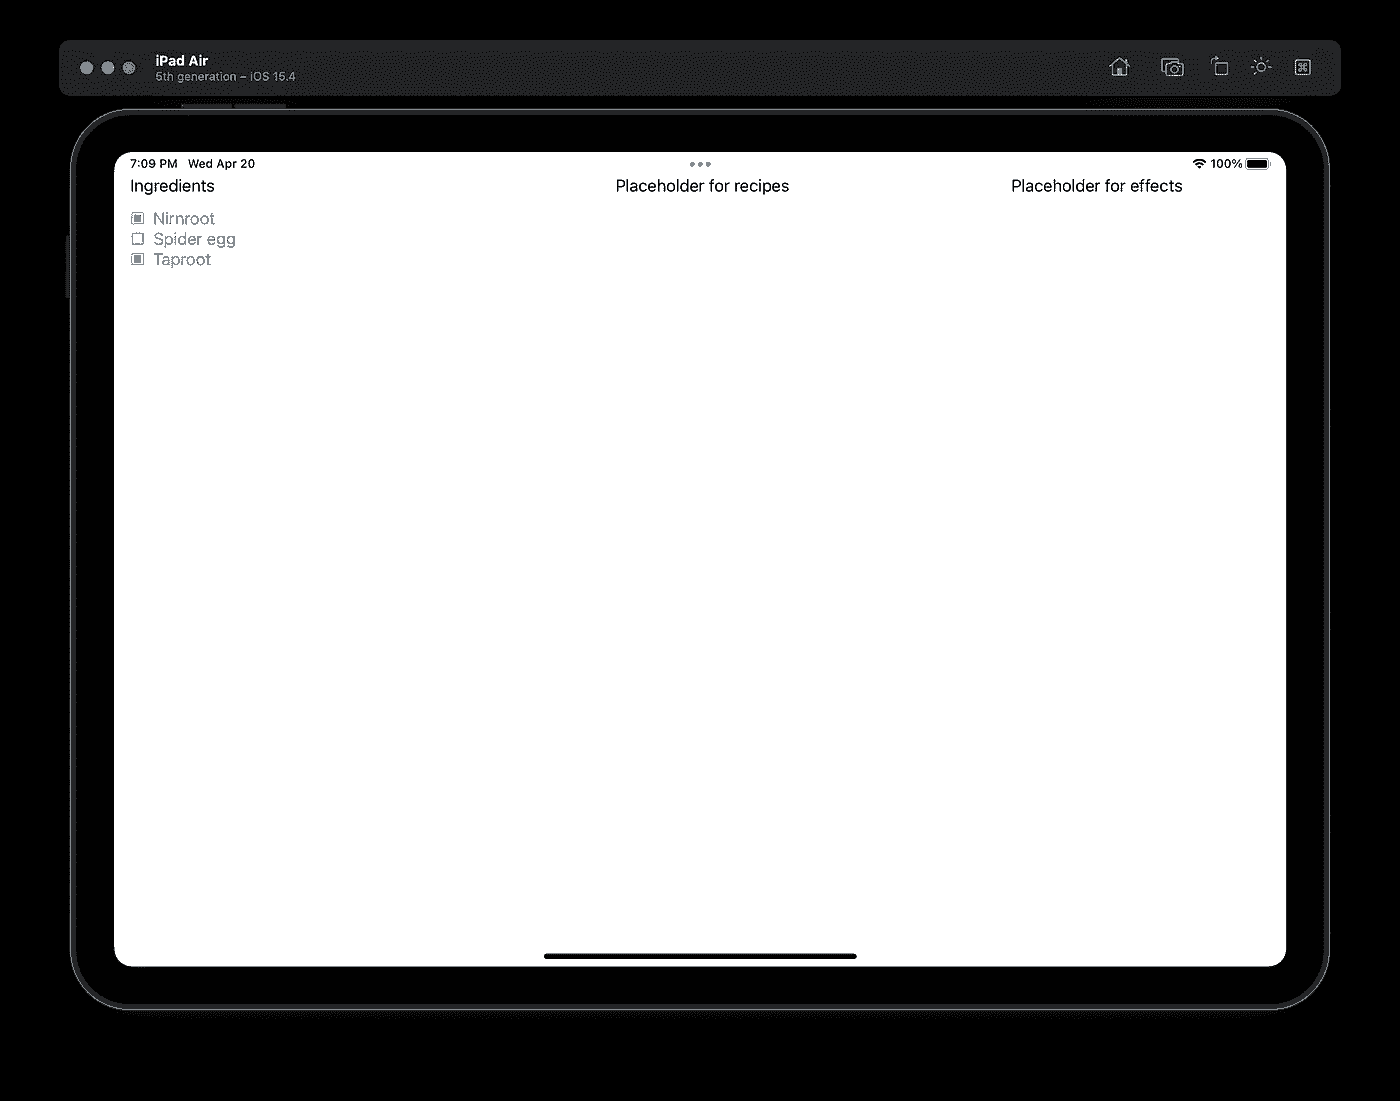 iPad Air
5th generation – iOS 15.4
7:09 PM Wed Apr 20
100%
Ingredients
Placeholder for recipes
Placeholder for effects
Nirnroot
Spider egg
Taproot